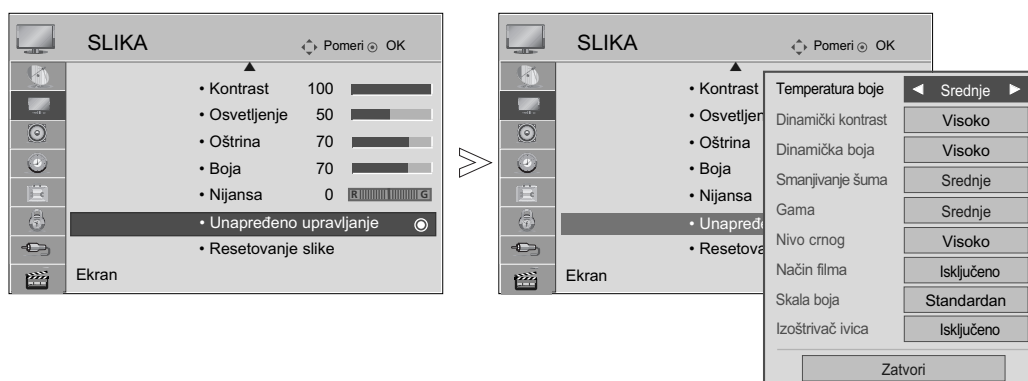 SLIKA
Pomeri OK
• Kontrast 100
• Osvetljenje 50
• Oštrina 70
• Boja 70
• Nijansa 0 R G
• Unapređeno upravljanje
• Resetovanje slike
Ekran
SLIKA
Pomeri OK
• Kontrast
• Osvetljen
• Oštrina
• Boja
• Nijansa
• Unapređe
• Resetova
Ekran
Temperatura boje ◄ Srednje ►
Dinamički kontrast Visoko
Dinamička boja Visoko
Smanjivanje šuma Srednje
Gama Srednje
Nivo crnog Visoko
Način filma Isključeno
Skala boja Standardan
Izoštrivač ivica Isključeno
Zatvori